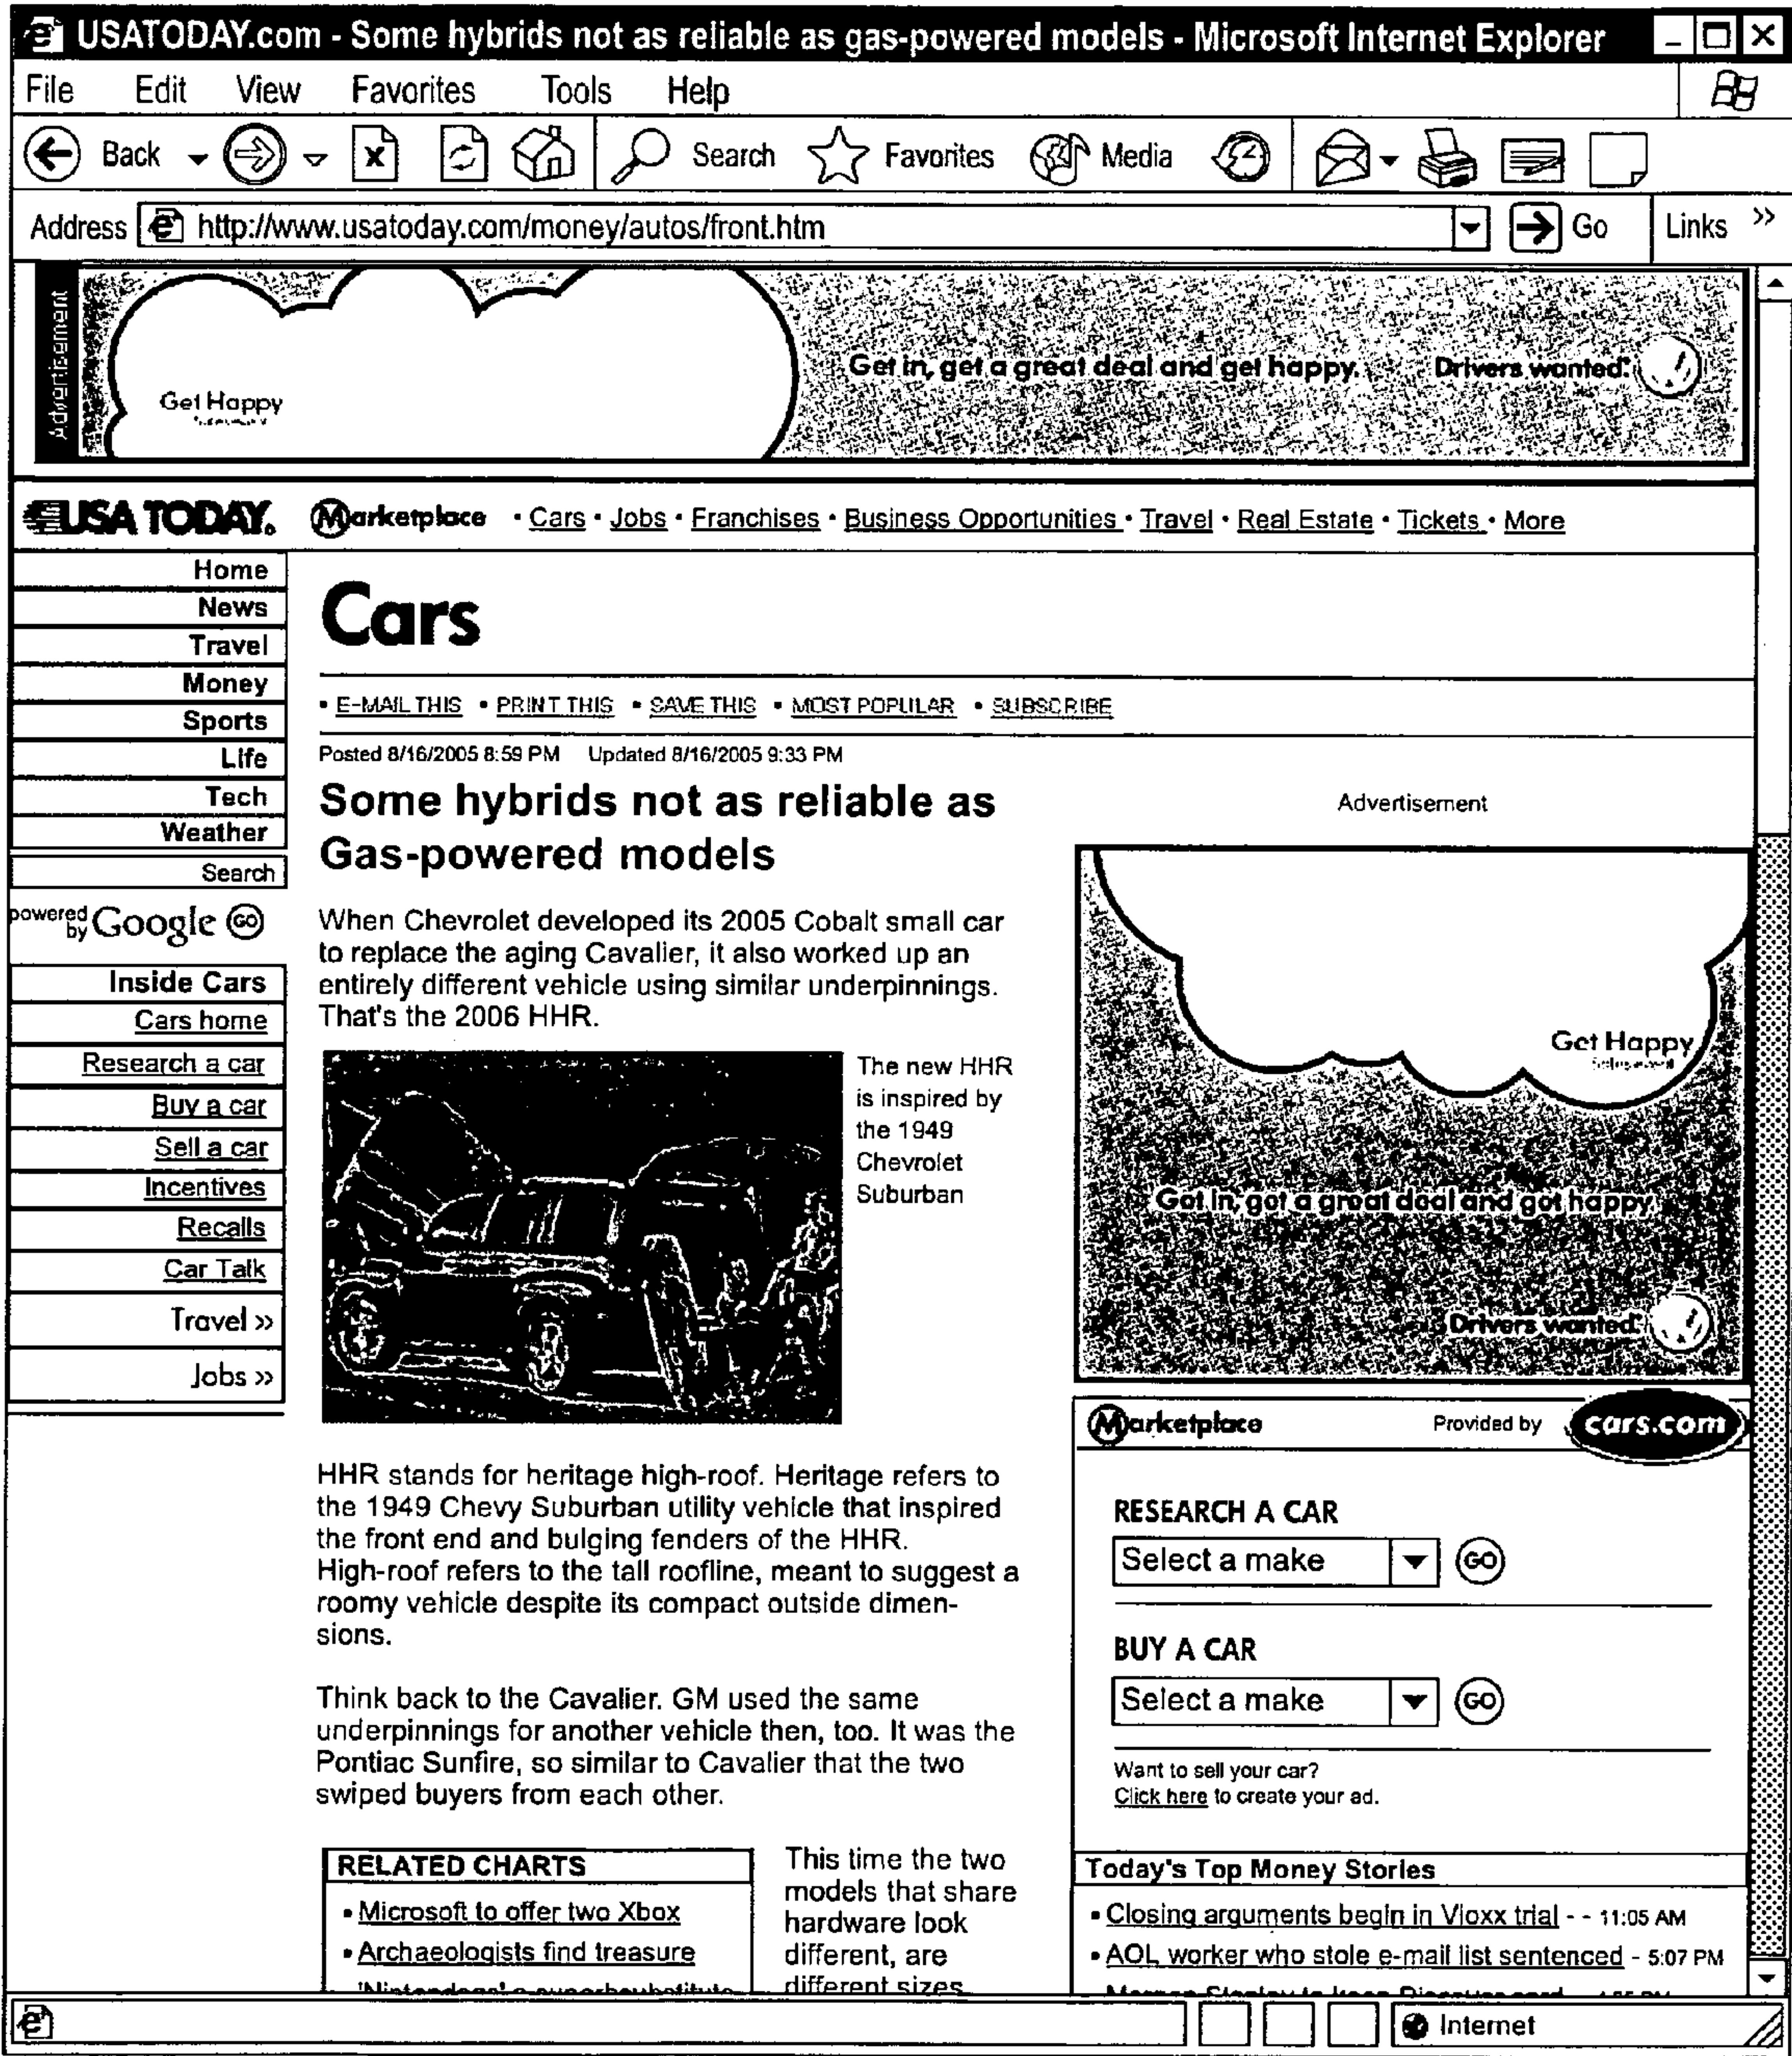 USATODAY.com - Some hybrids not as reliable as gas-powered models - Microsoft Internet Explorer
File Edit View Favorites Tools Help
Back Search Favorites Media
Address http://www.usatoday.com/money/autos/front.htm Go Links »
Advertisement
Get Happy
Get in, get a great deal and get happy. Drivers wanted.
USA TODAY. Marketplace · Cars · Jobs · Franchises · Business Opportunities · Travel · Real Estate · Tickets · More
Home
News
Travel
Money
Sports
Life
Tech
Weather
Search
powered by Google GO
Inside Cars
Cars home
Research a car
Buy a car
Sell a car
Incentives
Recalls
Car Talk
Travel »
Jobs »
Cars
▪ E-MAIL THIS ▪ PRINT THIS ▪ SAVE THIS ▪ MOST POPULAR ▪ SUBSCRIBE
Posted 8/16/2005 8:59 PM Updated 8/16/2005 9:33 PM
Some hybrids not as reliable as
Gas-powered models
When Chevrolet developed its 2005 Cobalt small car
to replace the aging Cavalier, it also worked up an
entirely different vehicle using similar underpinnings.
That's the 2006 HHR.
The new HHR
is inspired by
the 1949
Chevrolet
Suburban
HHR stands for heritage high-roof. Heritage refers to
the 1949 Chevy Suburban utility vehicle that inspired
the front end and bulging fenders of the HHR.
High-roof refers to the tall roofline, meant to suggest a
roomy vehicle despite its compact outside dimen-
sions.
Think back to the Cavalier. GM used the same
underpinnings for another vehicle then, too. It was the
Pontiac Sunfire, so similar to Cavalier that the two
swiped buyers from each other.
RELATED CHARTS
▪ Microsoft to offer two Xbox
▪ Archaeologists find treasure
This time the two
models that share
hardware look
different, are
different sizes
Advertisement
Get Happy
Get in, get a great deal and get happy.
Drivers wanted.
Marketplace Provided by cars.com
RESEARCH A CAR
Select a make GO
BUY A CAR
Select a make GO
Want to sell your car?
Click here to create your ad.
Today's Top Money Stories
▪ Closing arguments begin in Vioxx trial - - 11:05 AM
▪ AOL worker who stole e-mail list sentenced - 5:07 PM
Internet